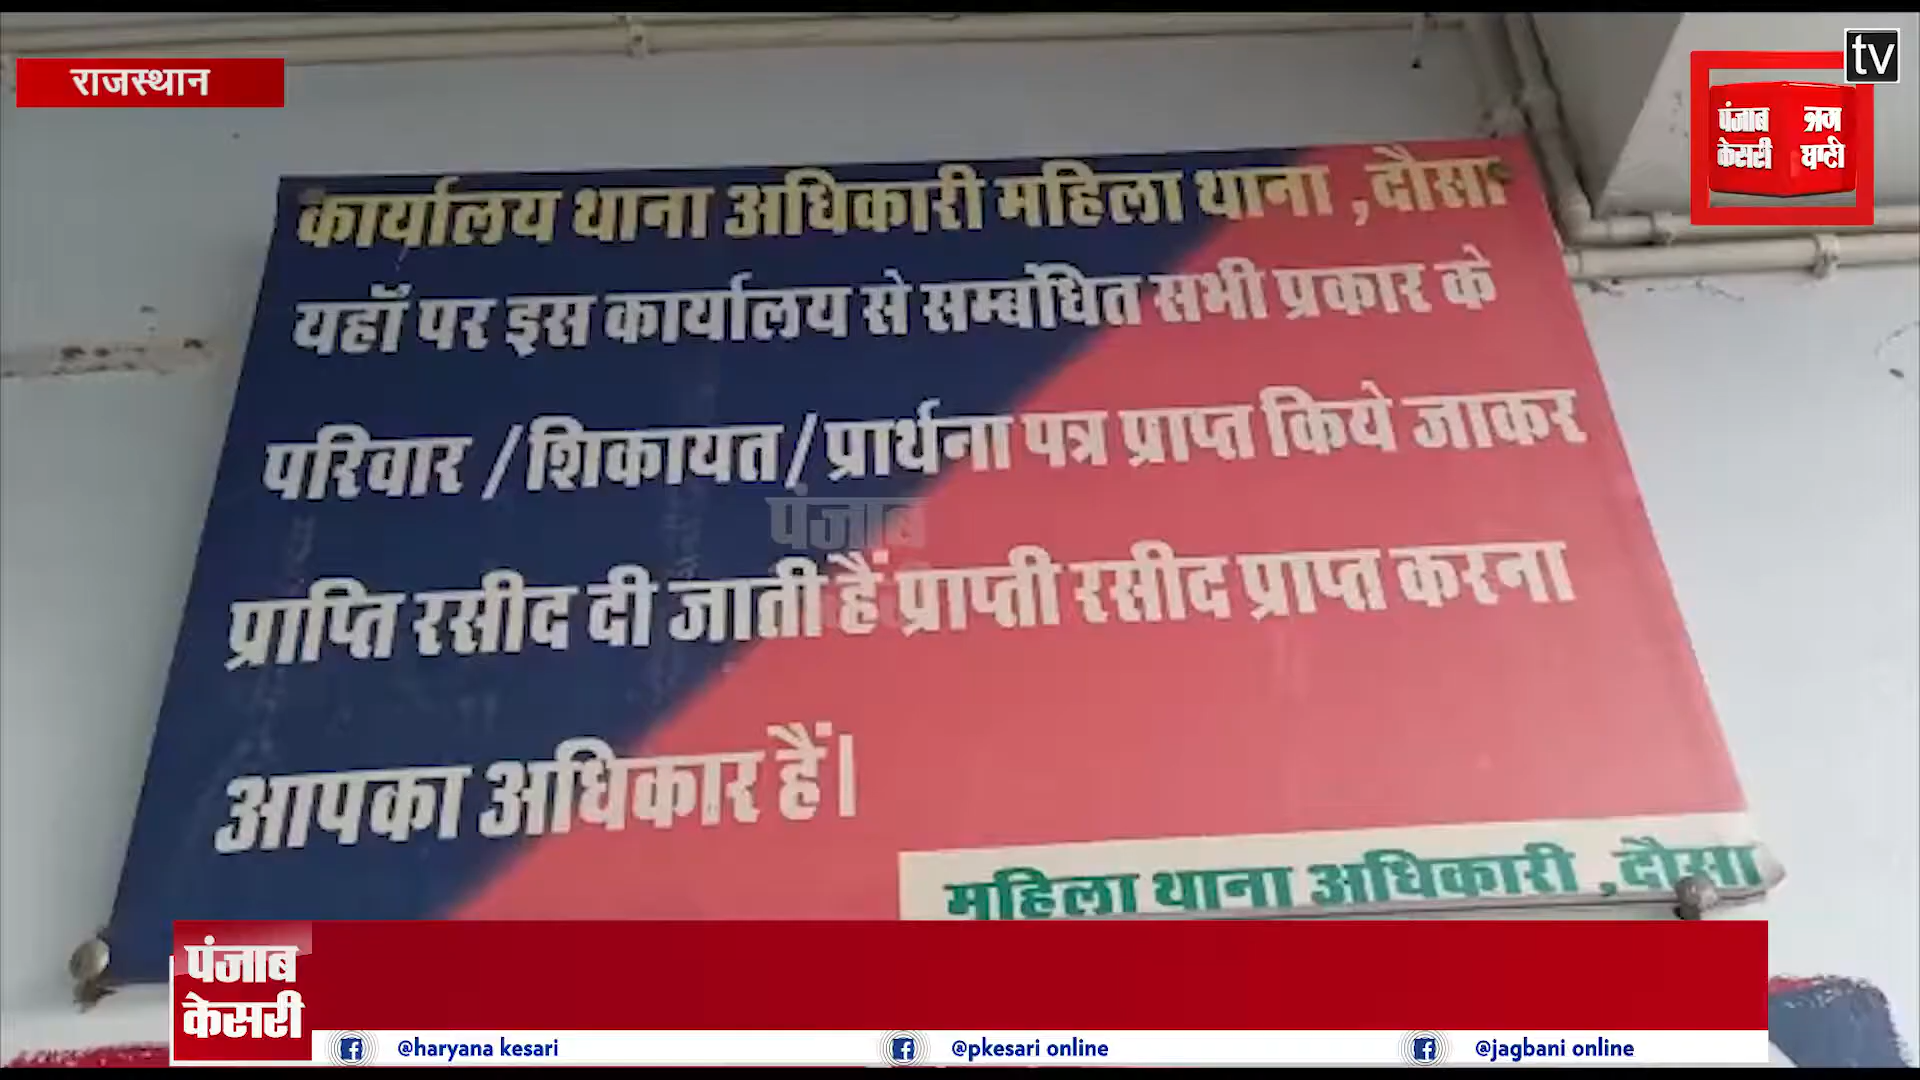 राजस्थान
tv
पंजाब
केसरी
कार्यालय थाना अधिकारी महिला थाना ,दौसा
यहॉं पर इस कार्यालय से सम्बंधित सभी प्रकार के
परिवार /शिकायत/प्रार्थना पत्र प्राप्त किये जाकर
पंजाब
प्राप्ति रसीद दी जाती हैं प्राप्ती रसीद प्राप्त करना
आपका अधिकार हैं।
महिला थाना अधिकारी ,दौसा
पंजाब
केसरी
@haryana kesari
@pkesari online
@jagbani online